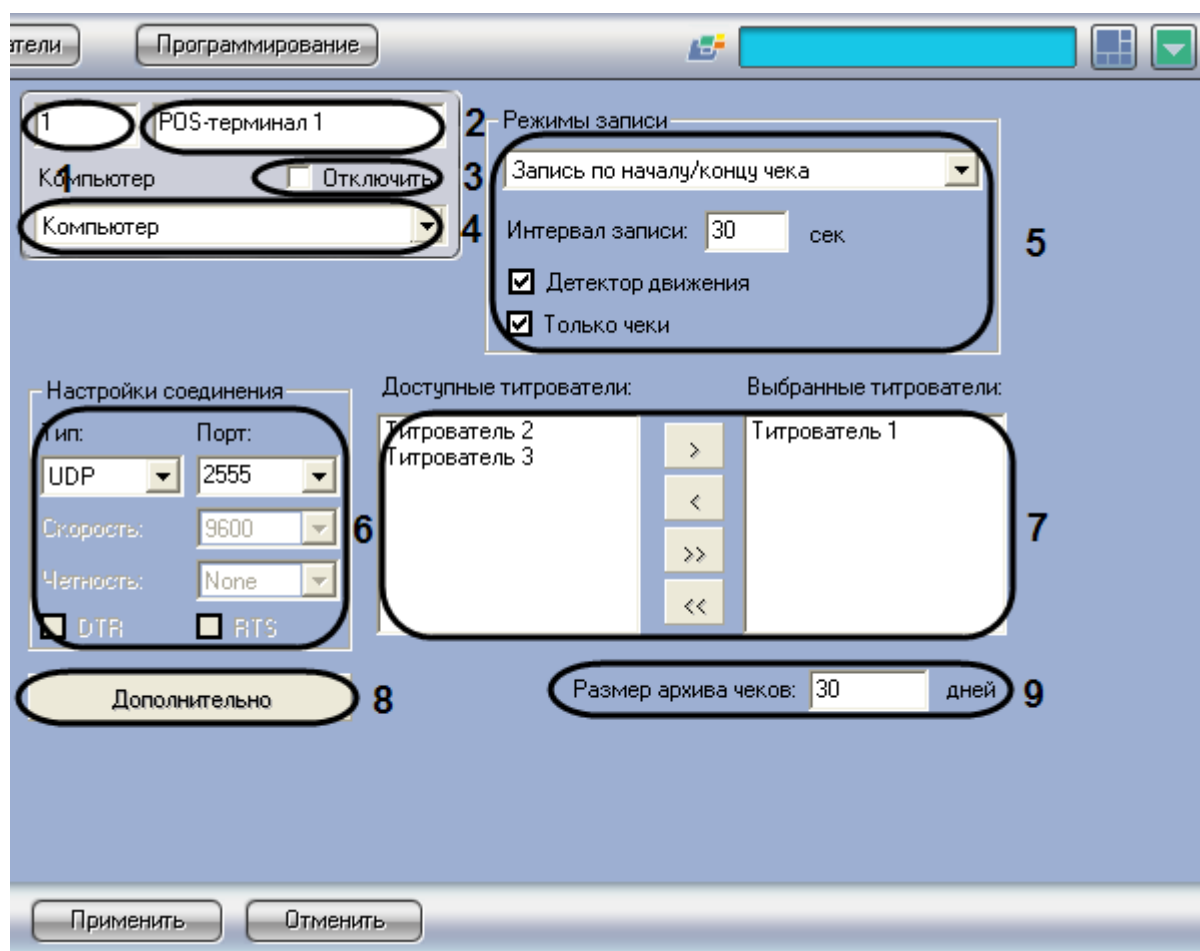 атели
Программирование
1
POS-терминал 1
2
1
Компьютер
Отключить
3
Компьютер
4
Режимы записи
Запись по началу/концу чека
Интервал записи: 30 сек
5
Детектор движения
Только чеки
Настройки соединения
Тип: Порт:
UDP 2555
Скорость: 9600
6
Четность: None
DTR RTS
Доступные титрователи: Выбранные титрователи:
Титрователь 2
Титрователь 3
>
<
>>
<<
Титрователь 1
7
Дополнительно
8
Размер архива чеков: 30 дней
9
Применить
Отменить